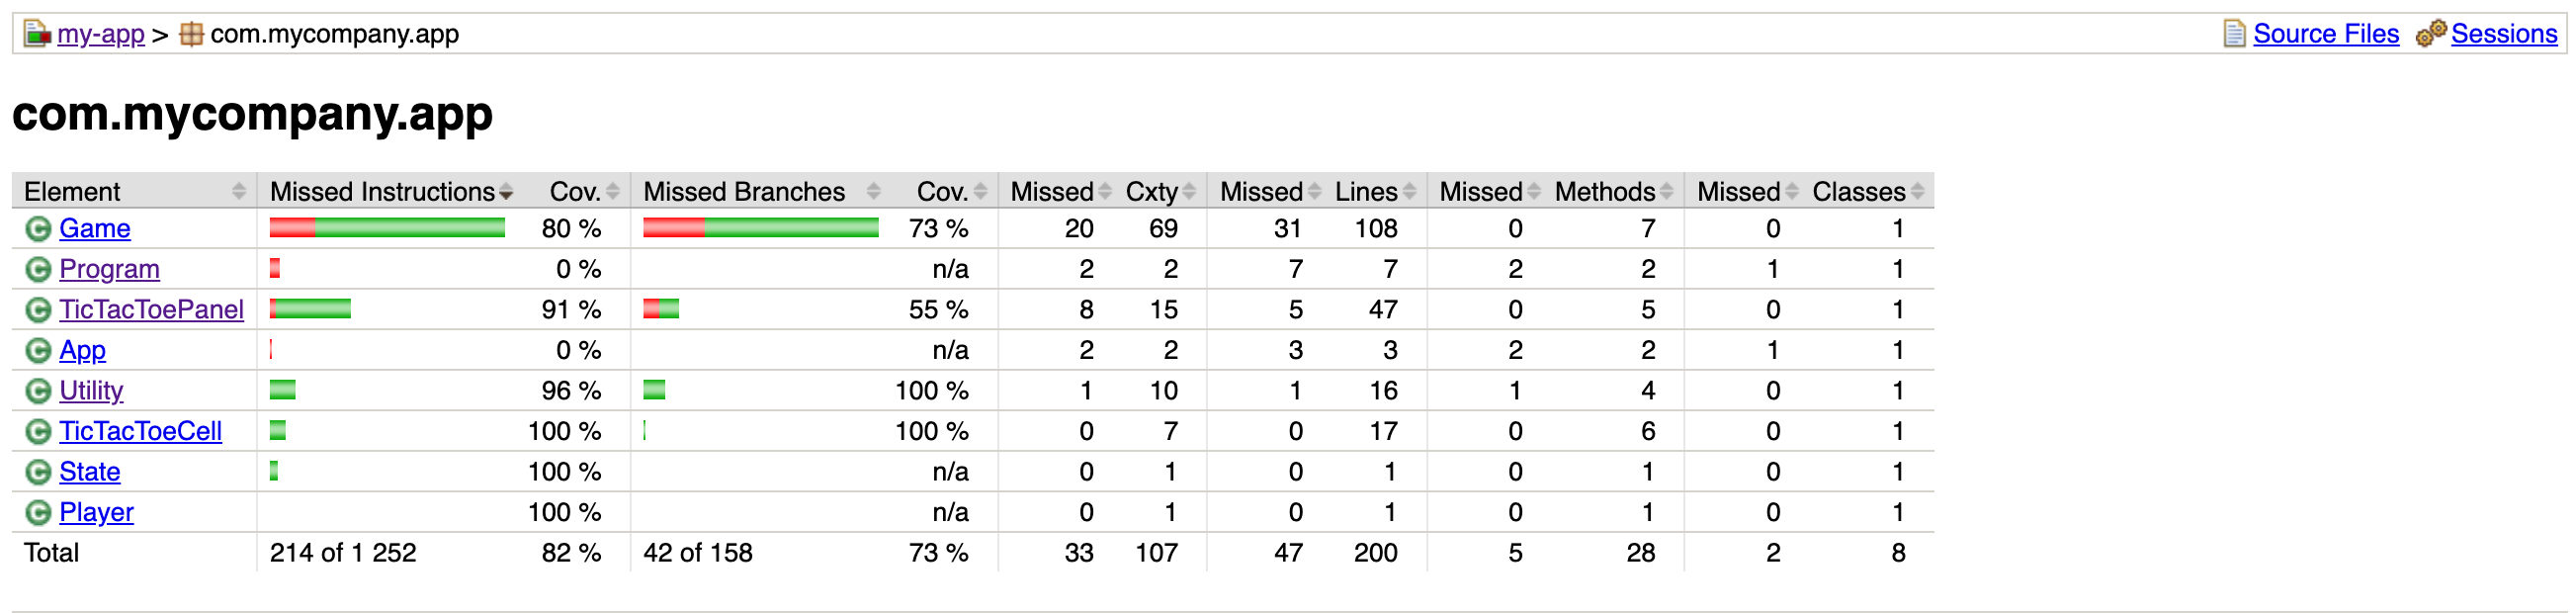 my-app > com.mycompany.app Source Files Sessions
com.mycompany.app
Element Missed Instructions Cov. Missed Branches Cov. Missed Cxty Missed Lines Missed Methods Missed Classes
Game 80 % 73 % 20 69 31 108 0 7 0 1
Program 0 % n/a 2 2 7 7 2 2 1 1
TicTacToePanel 91 % 55 % 8 15 5 47 0 5 0 1
App 0 % n/a 2 2 3 3 2 2 1 1
Utility 96 % 100 % 1 10 1 16 1 4 0 1
TicTacToeCell 100 % 100 % 0 7 0 17 0 6 0 1
State 100 % n/a 0 1 0 1 0 1 0 1
Player 100 % n/a 0 1 0 1 0 1 0 1
Total 214 of 1 252 82 % 42 of 158 73 % 33 107 47 200 5 28 2 8